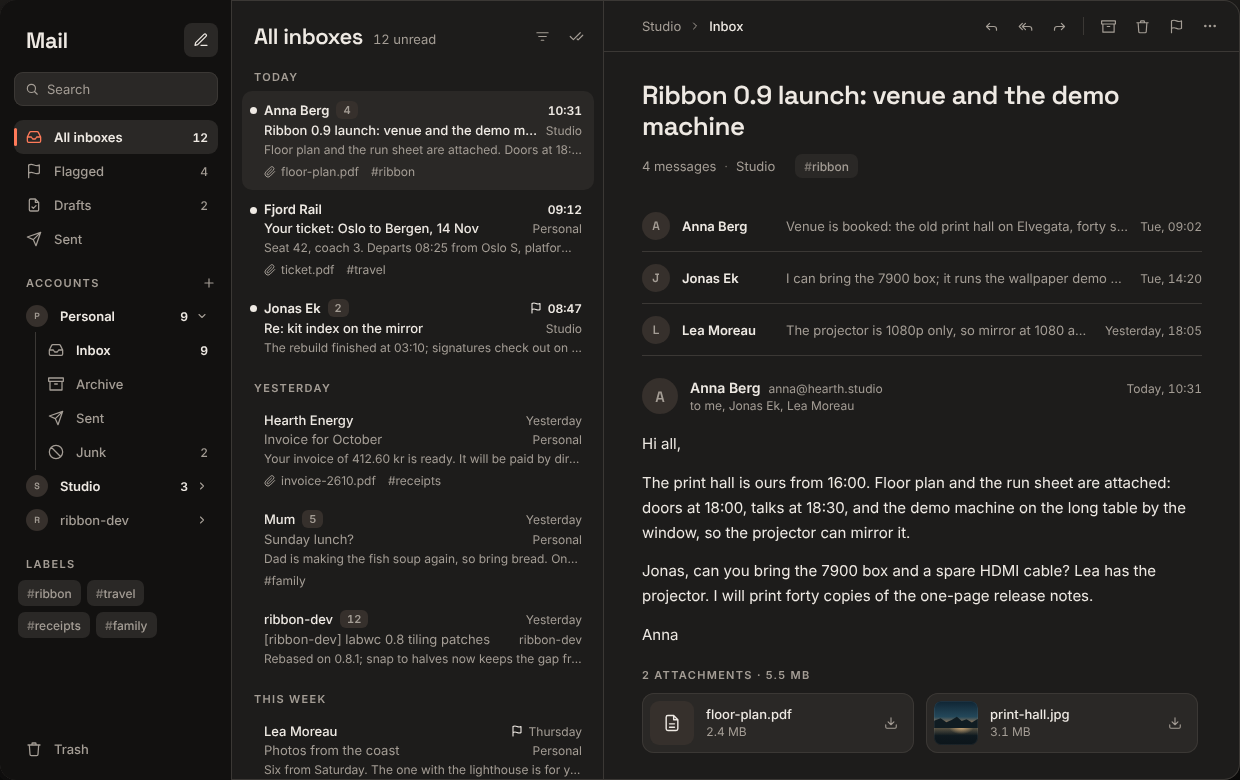 Mail
Search
All inboxes 12
Flagged 4
Drafts 2
Sent
ACCOUNTS
P Personal 9
Inbox 9
Archive
Sent
Junk 2
S Studio 3
R ribbon-dev
LABELS
#ribbon #travel
#receipts #family
Trash
All inboxes 12 unread
TODAY
Anna Berg 4 10:31
Ribbon 0.9 launch: venue and the demo m... Studio
Floor plan and the run sheet are attached. Doors at 18:...
floor-plan.pdf #ribbon
Fjord Rail 09:12
Your ticket: Oslo to Bergen, 14 Nov Personal
Seat 42, coach 3. Departs 08:25 from Oslo S, platfor...
ticket.pdf #travel
Jonas Ek 2 08:47
Re: kit index on the mirror Studio
The rebuild finished at 03:10; signatures check out on ...
YESTERDAY
Hearth Energy Yesterday
Invoice for October Personal
Your invoice of 412.60 kr is ready. It will be paid by dir...
invoice-2610.pdf #receipts
Mum 5 Yesterday
Sunday lunch? Personal
Dad is making the fish soup again, so bring bread. On...
#family
ribbon-dev 12 Yesterday
[ribbon-dev] labwc 0.8 tiling patches ribbon-dev
Rebased on 0.8.1; snap to halves now keeps the gap fr...
THIS WEEK
Lea Moreau Thursday
Photos from the coast Personal
Six from Saturday. The one with the lighthouse is for y...
Studio > Inbox
Ribbon 0.9 launch: venue and the demo
machine
4 messages · Studio #ribbon
A Anna Berg Venue is booked: the old print hall on Elvegata, forty s... Tue, 09:02
J Jonas Ek I can bring the 7900 box; it runs the wallpaper demo ... Tue, 14:20
L Lea Moreau The projector is 1080p only, so mirror at 1080 a... Yesterday, 18:05
A Anna Berg anna@hearth.studio Today, 10:31
to me, Jonas Ek, Lea Moreau
Hi all,
The print hall is ours from 16:00. Floor plan and the run sheet are attached:
doors at 18:00, talks at 18:30, and the demo machine on the long table by the
window, so the projector can mirror it.
Jonas, can you bring the 7900 box and a spare HDMI cable? Lea has the
projector. I will print forty copies of the one-page release notes.
Anna
2 ATTACHMENTS · 5.5 MB
floor-plan.pdf
2.4 MB
print-hall.jpg
3.1 MB